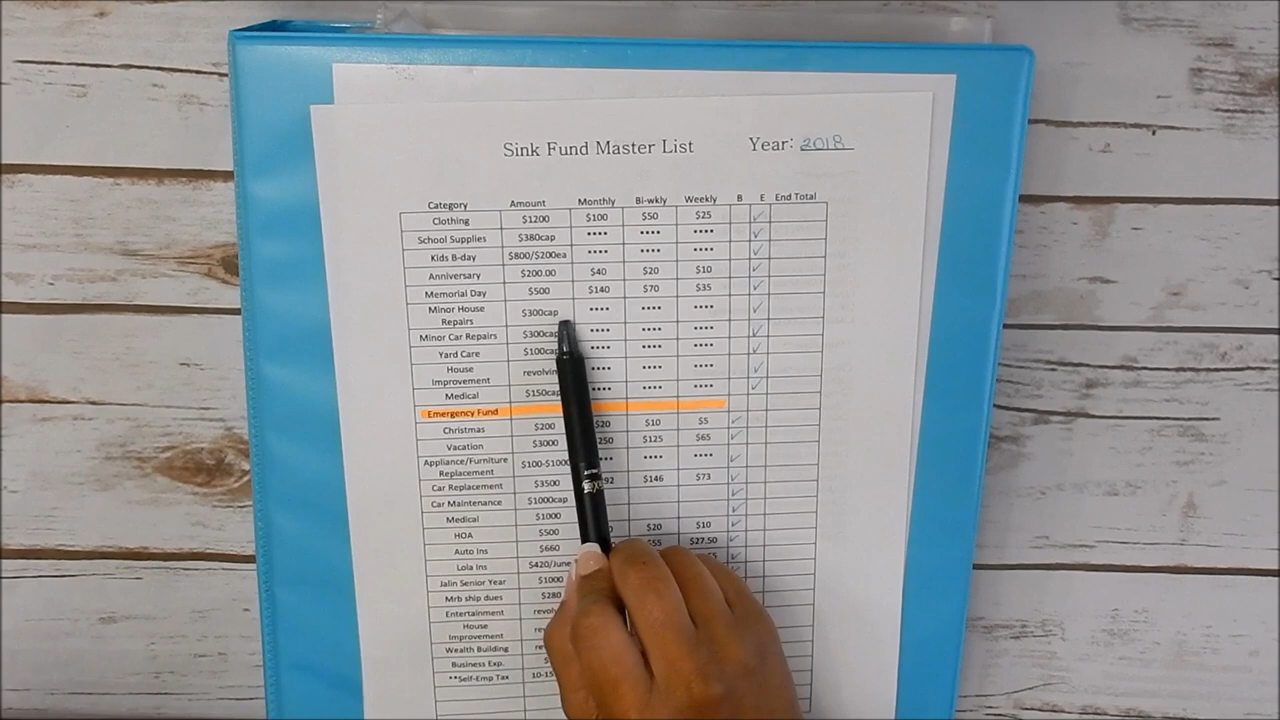 Sink Fund Master List Year: 2018
Category Amount Monthly Bi-wkly Weekly B E End Total
Clothing $1200 $100 $50 $25 ✓
School Supplies $380cap **** **** **** ✓
Kids B-day $800/$200ea **** **** **** ✓
Anniversary $200.00 $40 $20 $10 ✓
Memorial Day $500 $140 $70 $35 ✓
Minor House
Repairs $300cap **** **** **** ✓
Minor Car Repairs $300cap **** **** **** ✓
Yard Care $100cap **** **** **** ✓
House
Improvement **** **** **** ✓
Medical $150cap **** **** **** ✓
Emergency Fund
Christmas $200 $20 $10 $5 ✓
Vacation $3000 $125 $65 ✓
Appliance/Furniture
Replacement $100-$1000 **** **** ✓
Car Replacement $3500 $146 $73 ✓
Car Maintenance $1000cap ✓
Medical $1000 ✓
HOA $500 $20 $10 ✓
Auto Ins $660 $27.50 ✓
Lola Ins $420/June ✓
Jalin Senior Year $1000
Mrb ship dues $280
Entertainment
House
Improvement
Wealth Building
Business Exp.
**Self-Emp Tax